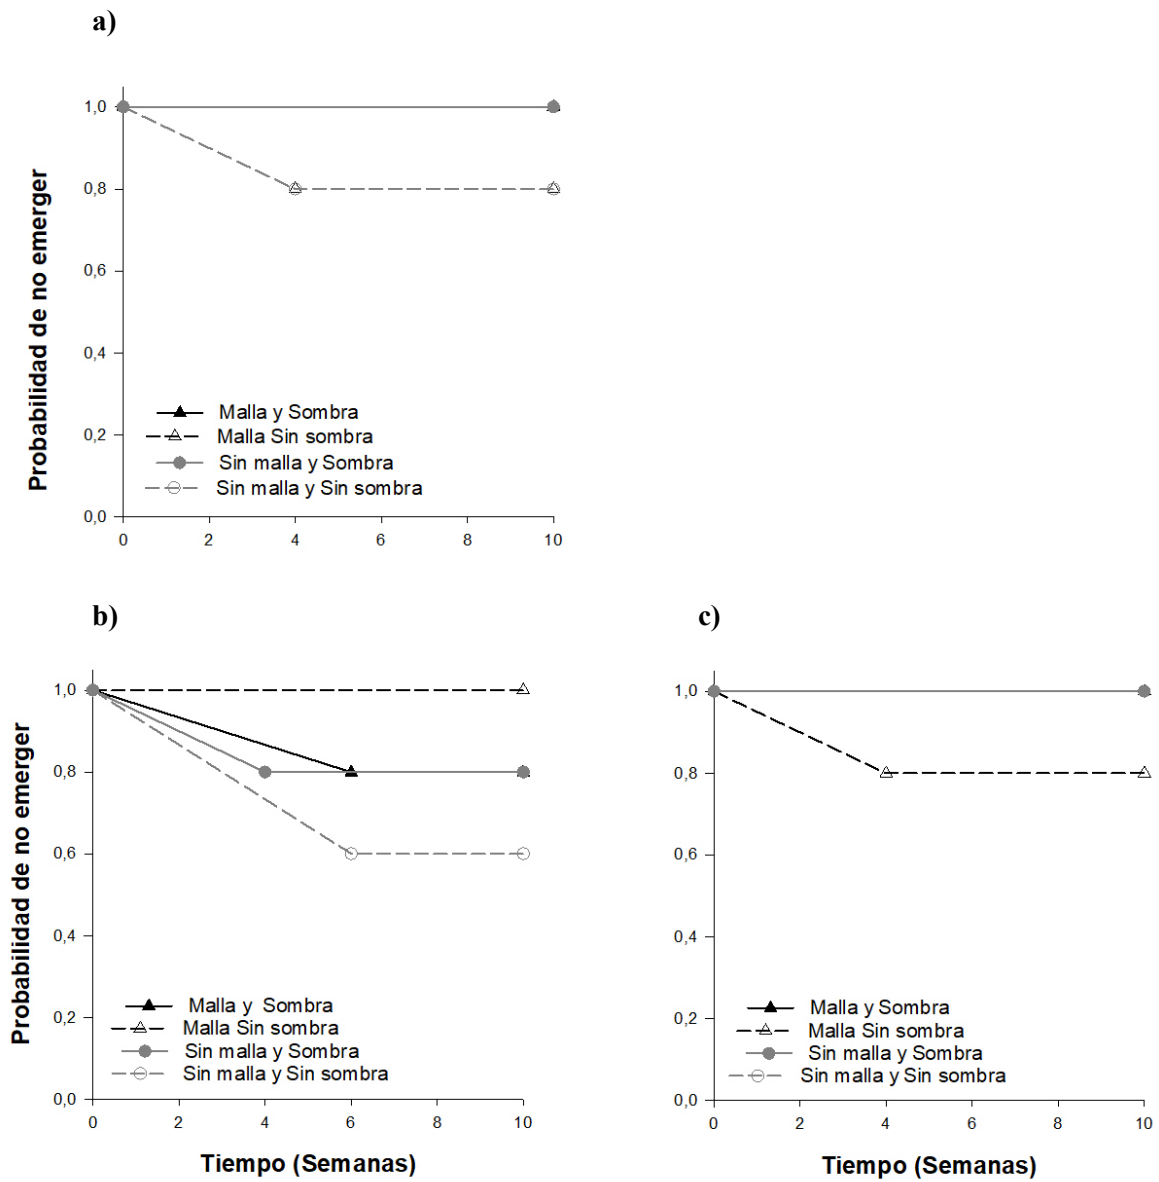 a)
Probabilidad de no emerger
1,0
0,8
0,6
0,4
0,2
0,0
Malla y Sombra
Malla Sin sombra
Sin malla y Sombra
Sin malla y Sin sombra
0 2 4 6 8 10
b)
Probabilidad de no emerger
1,0
0,8
0,6
0,4
0,2
0,0
Malla y Sombra
Malla Sin sombra
Sin malla y Sombra
Sin malla y Sin sombra
0 2 4 6 8 10
Tiempo (Semanas)
c)
1,0
0,8
0,6
0,4
0,2
0,0
Malla y Sombra
Malla Sin sombra
Sin malla y Sombra
Sin malla y Sin sombra
0 2 4 6 8 10
Tiempo (Semanas)